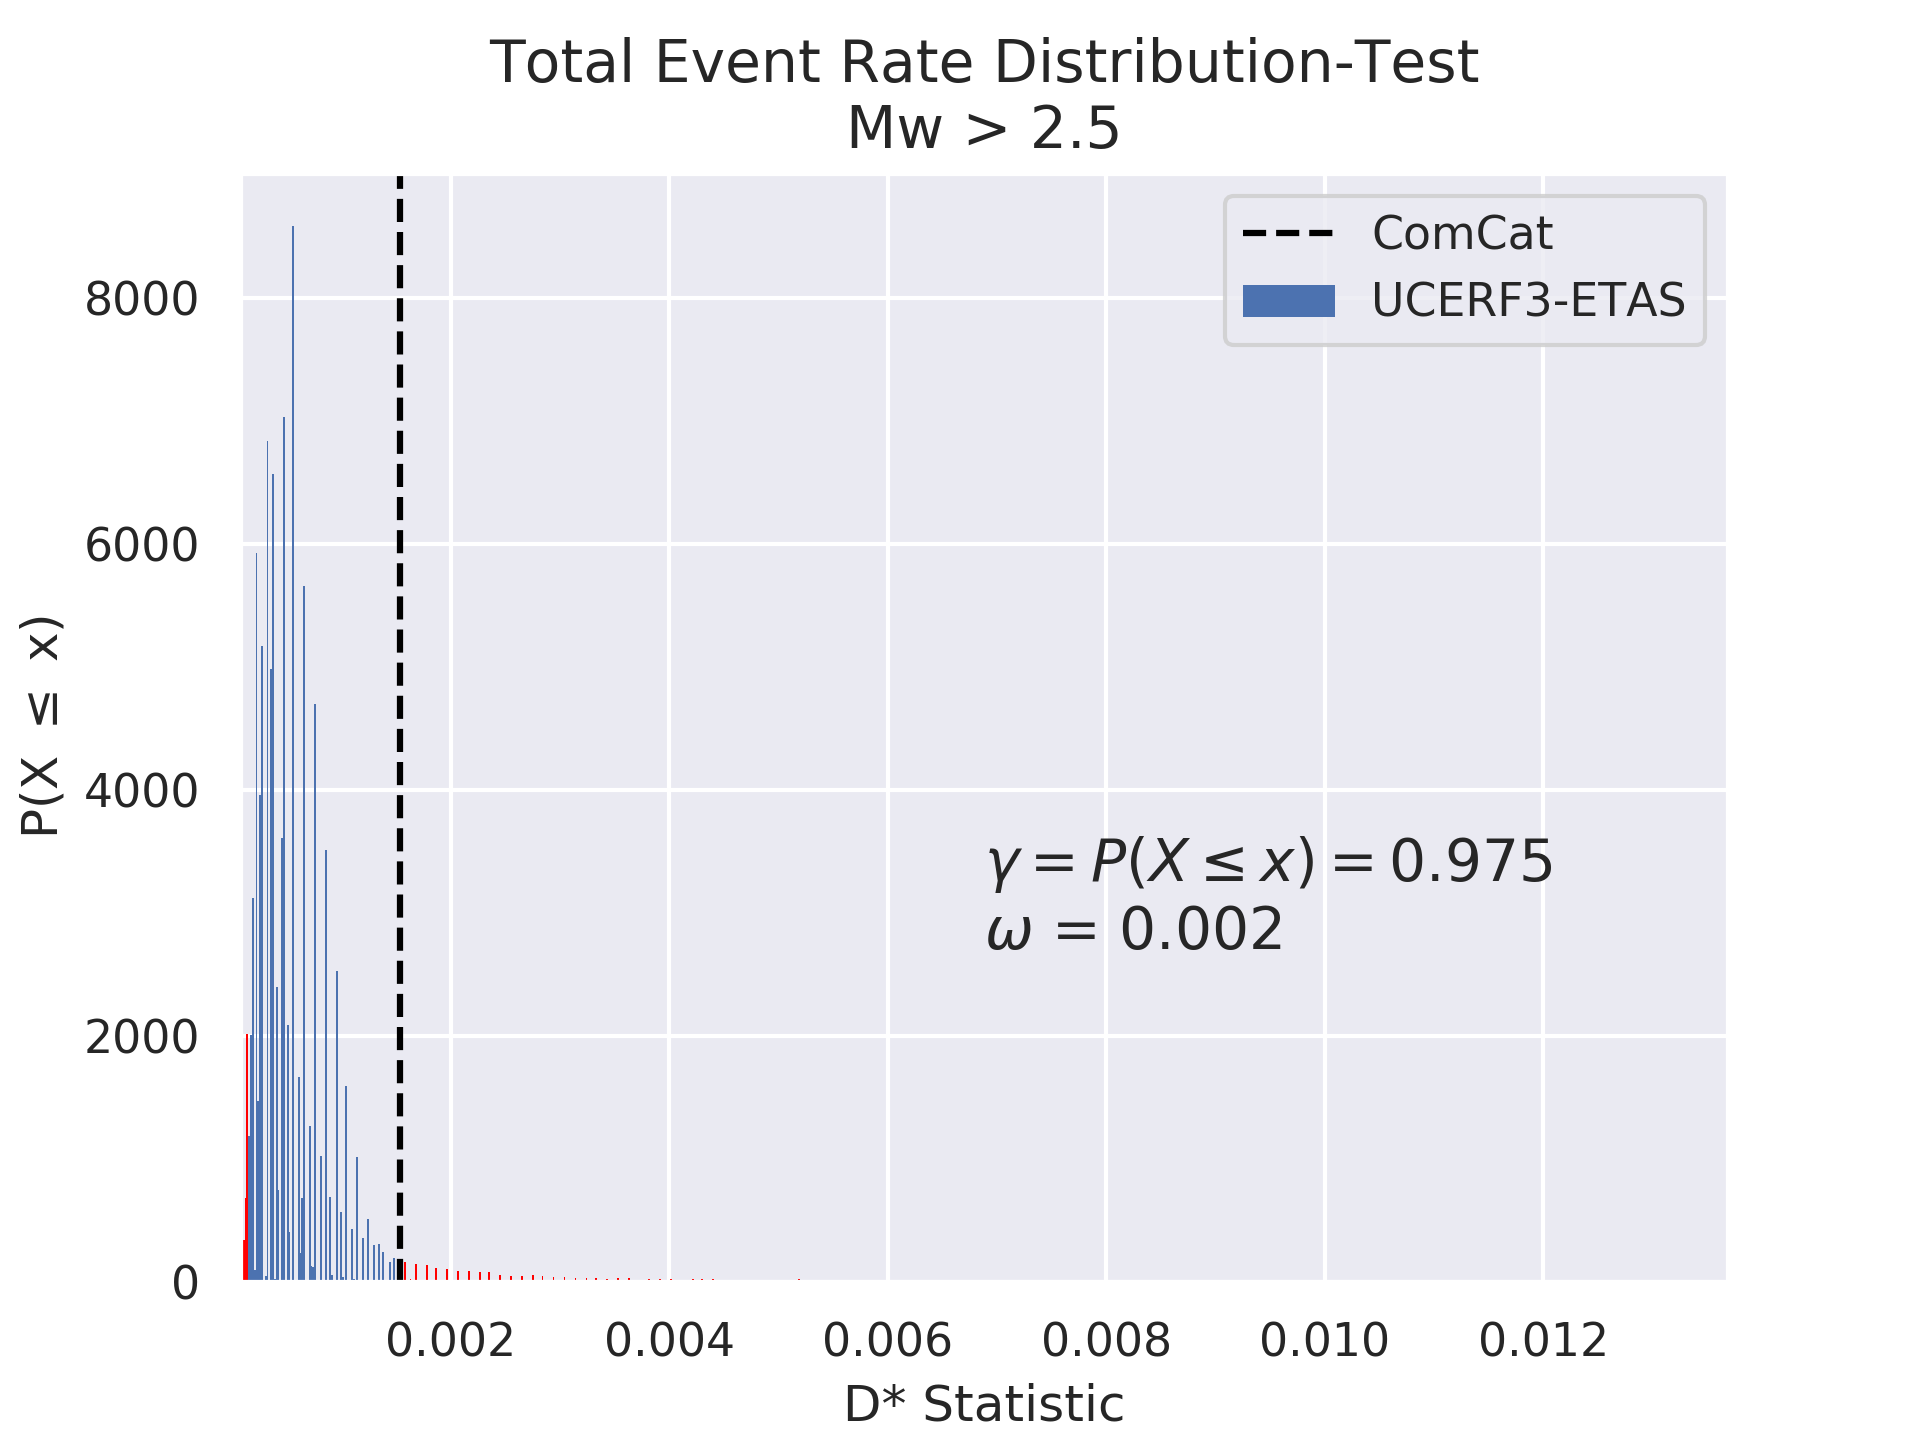 Total Event Rate Distribution-Test
Mw > 2.5
ComCat
UCERF3-ETAS
8000
6000
4000
2000
0
P(X ≤ x)
γ = P(X ≤ x) = 0.975
ω = 0.002
0.002 0.004 0.006 0.008 0.010 0.012
D* Statistic